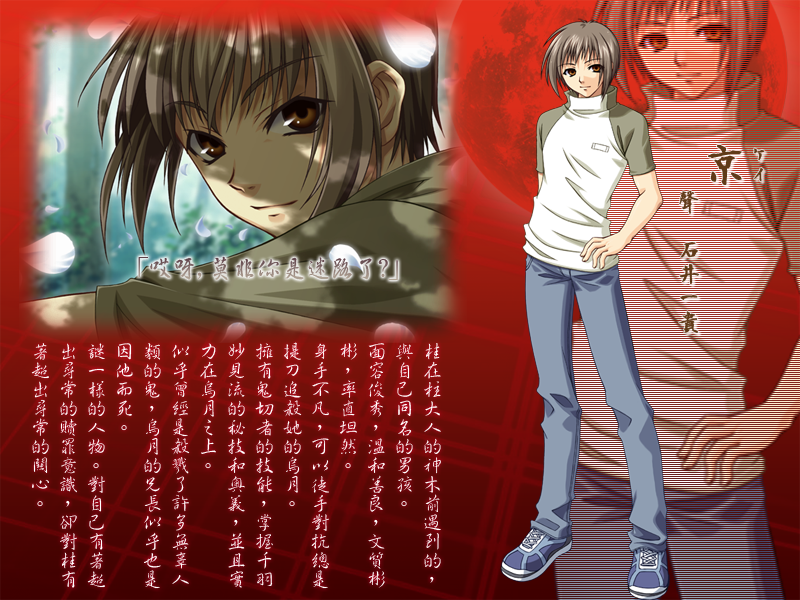 京
ケイ
聲 石井一貴
「哎呀,莫非你是迷路了?」
桂在柱大人的神木前遇到的,
與自己同名的男孩。
面容俊秀,溫和善良,文質彬
彬,率直坦然。
身手不凡,可以徒手對抗總是
提刀追殺她的烏月。
擁有鬼切者的技能,掌握千羽
妙見流的秘技和奧義,並且實
力在烏月之上。
似乎曾經是殺戮了許多無辜人
類的鬼,烏月的兄長似乎也是
因他而死。
謎一樣的人物。對自己有著超
出尋常的贖罪意識,卻對桂有
著超出尋常的關心。